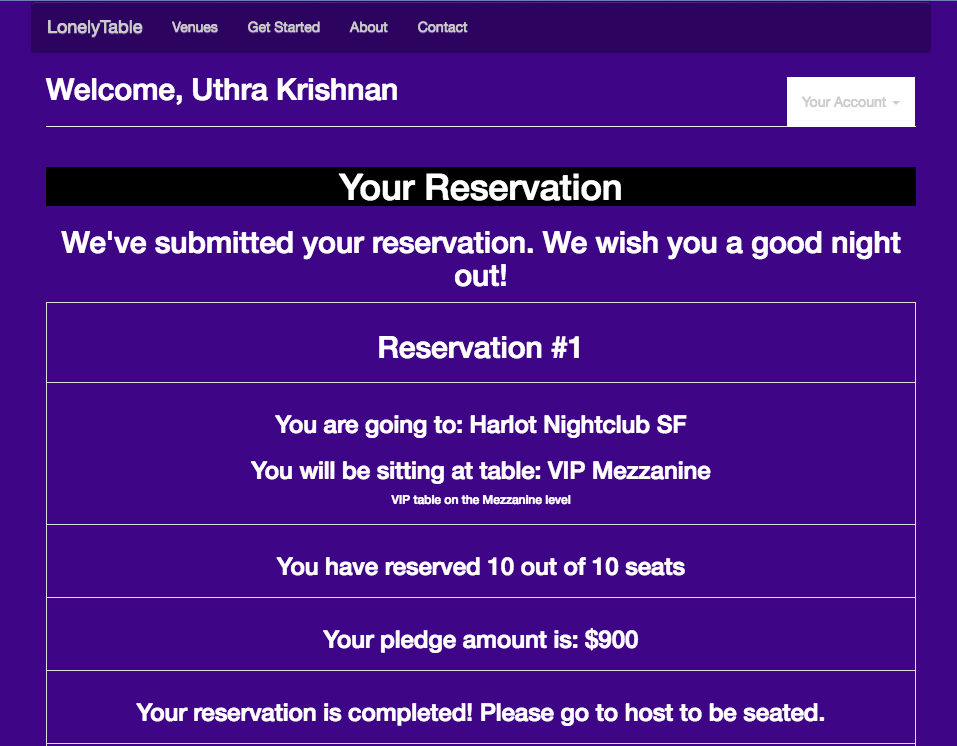 LonelyTable Venues Get Started About Contact
Welcome, Uthra Krishnan
Your Account
Your Reservation
We've submitted your reservation. We wish you a good night
out!
Reservation #1
You are going to: Harlot Nightclub SF
You will be sitting at table: VIP Mezzanine
VIP table on the Mezzanine level
You have reserved 10 out of 10 seats
Your pledge amount is: $900
Your reservation is completed! Please go to host to be seated.